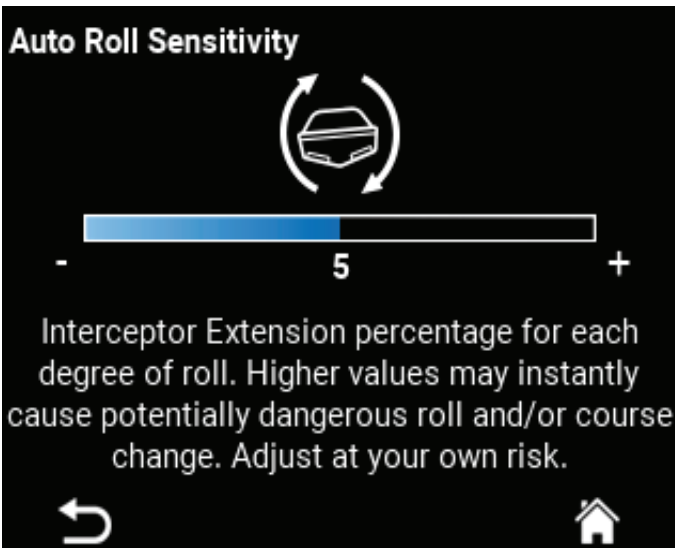 Auto Roll Sensitivity
- 5 +
Interceptor Extension percentage for each
degree of roll. Higher values may instantly
cause potentially dangerous roll and/or course
change. Adjust at your own risk.